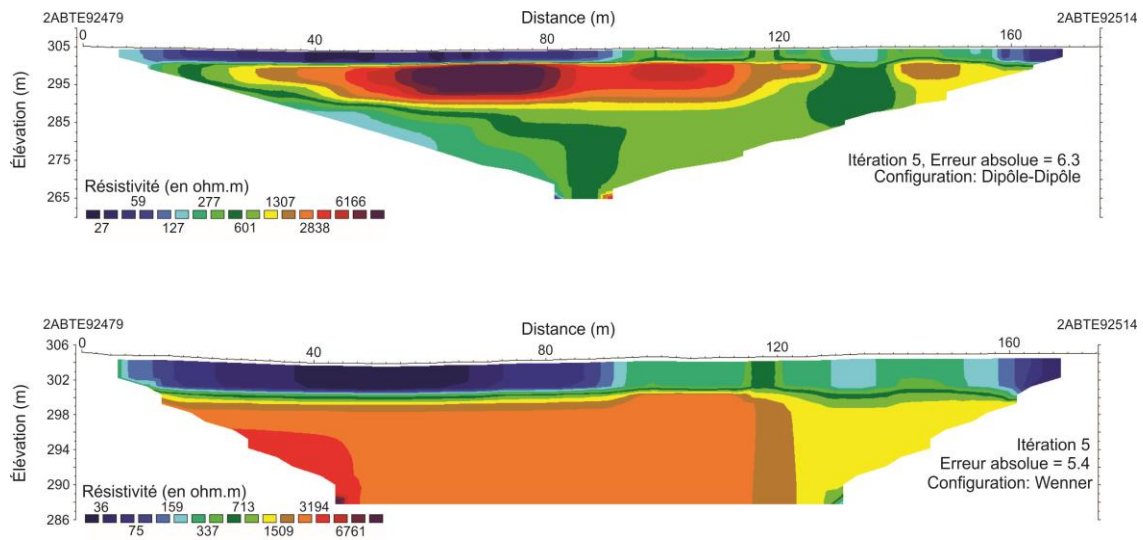 2ABTE92479 Distance (m) 2ABTE92514
0 40 80 120 160
305
295
285
275
265
Élévation (m)
Itération 5, Erreur absolue = 6.3
Configuration: Dipôle-Dipôle
Résistivité (en ohm.m)
59 277 1307 6166
27 127 601 2838
2ABTE92479 Distance (m) 2ABTE92514
0 40 80 120 160
306
302
298
294
290
286
Élévation (m)
Itération 5
Erreur absolue = 5.4
Configuration: Wenner
Résistivité (en ohm.m)
36 159 713 3194
75 337 1509 6761